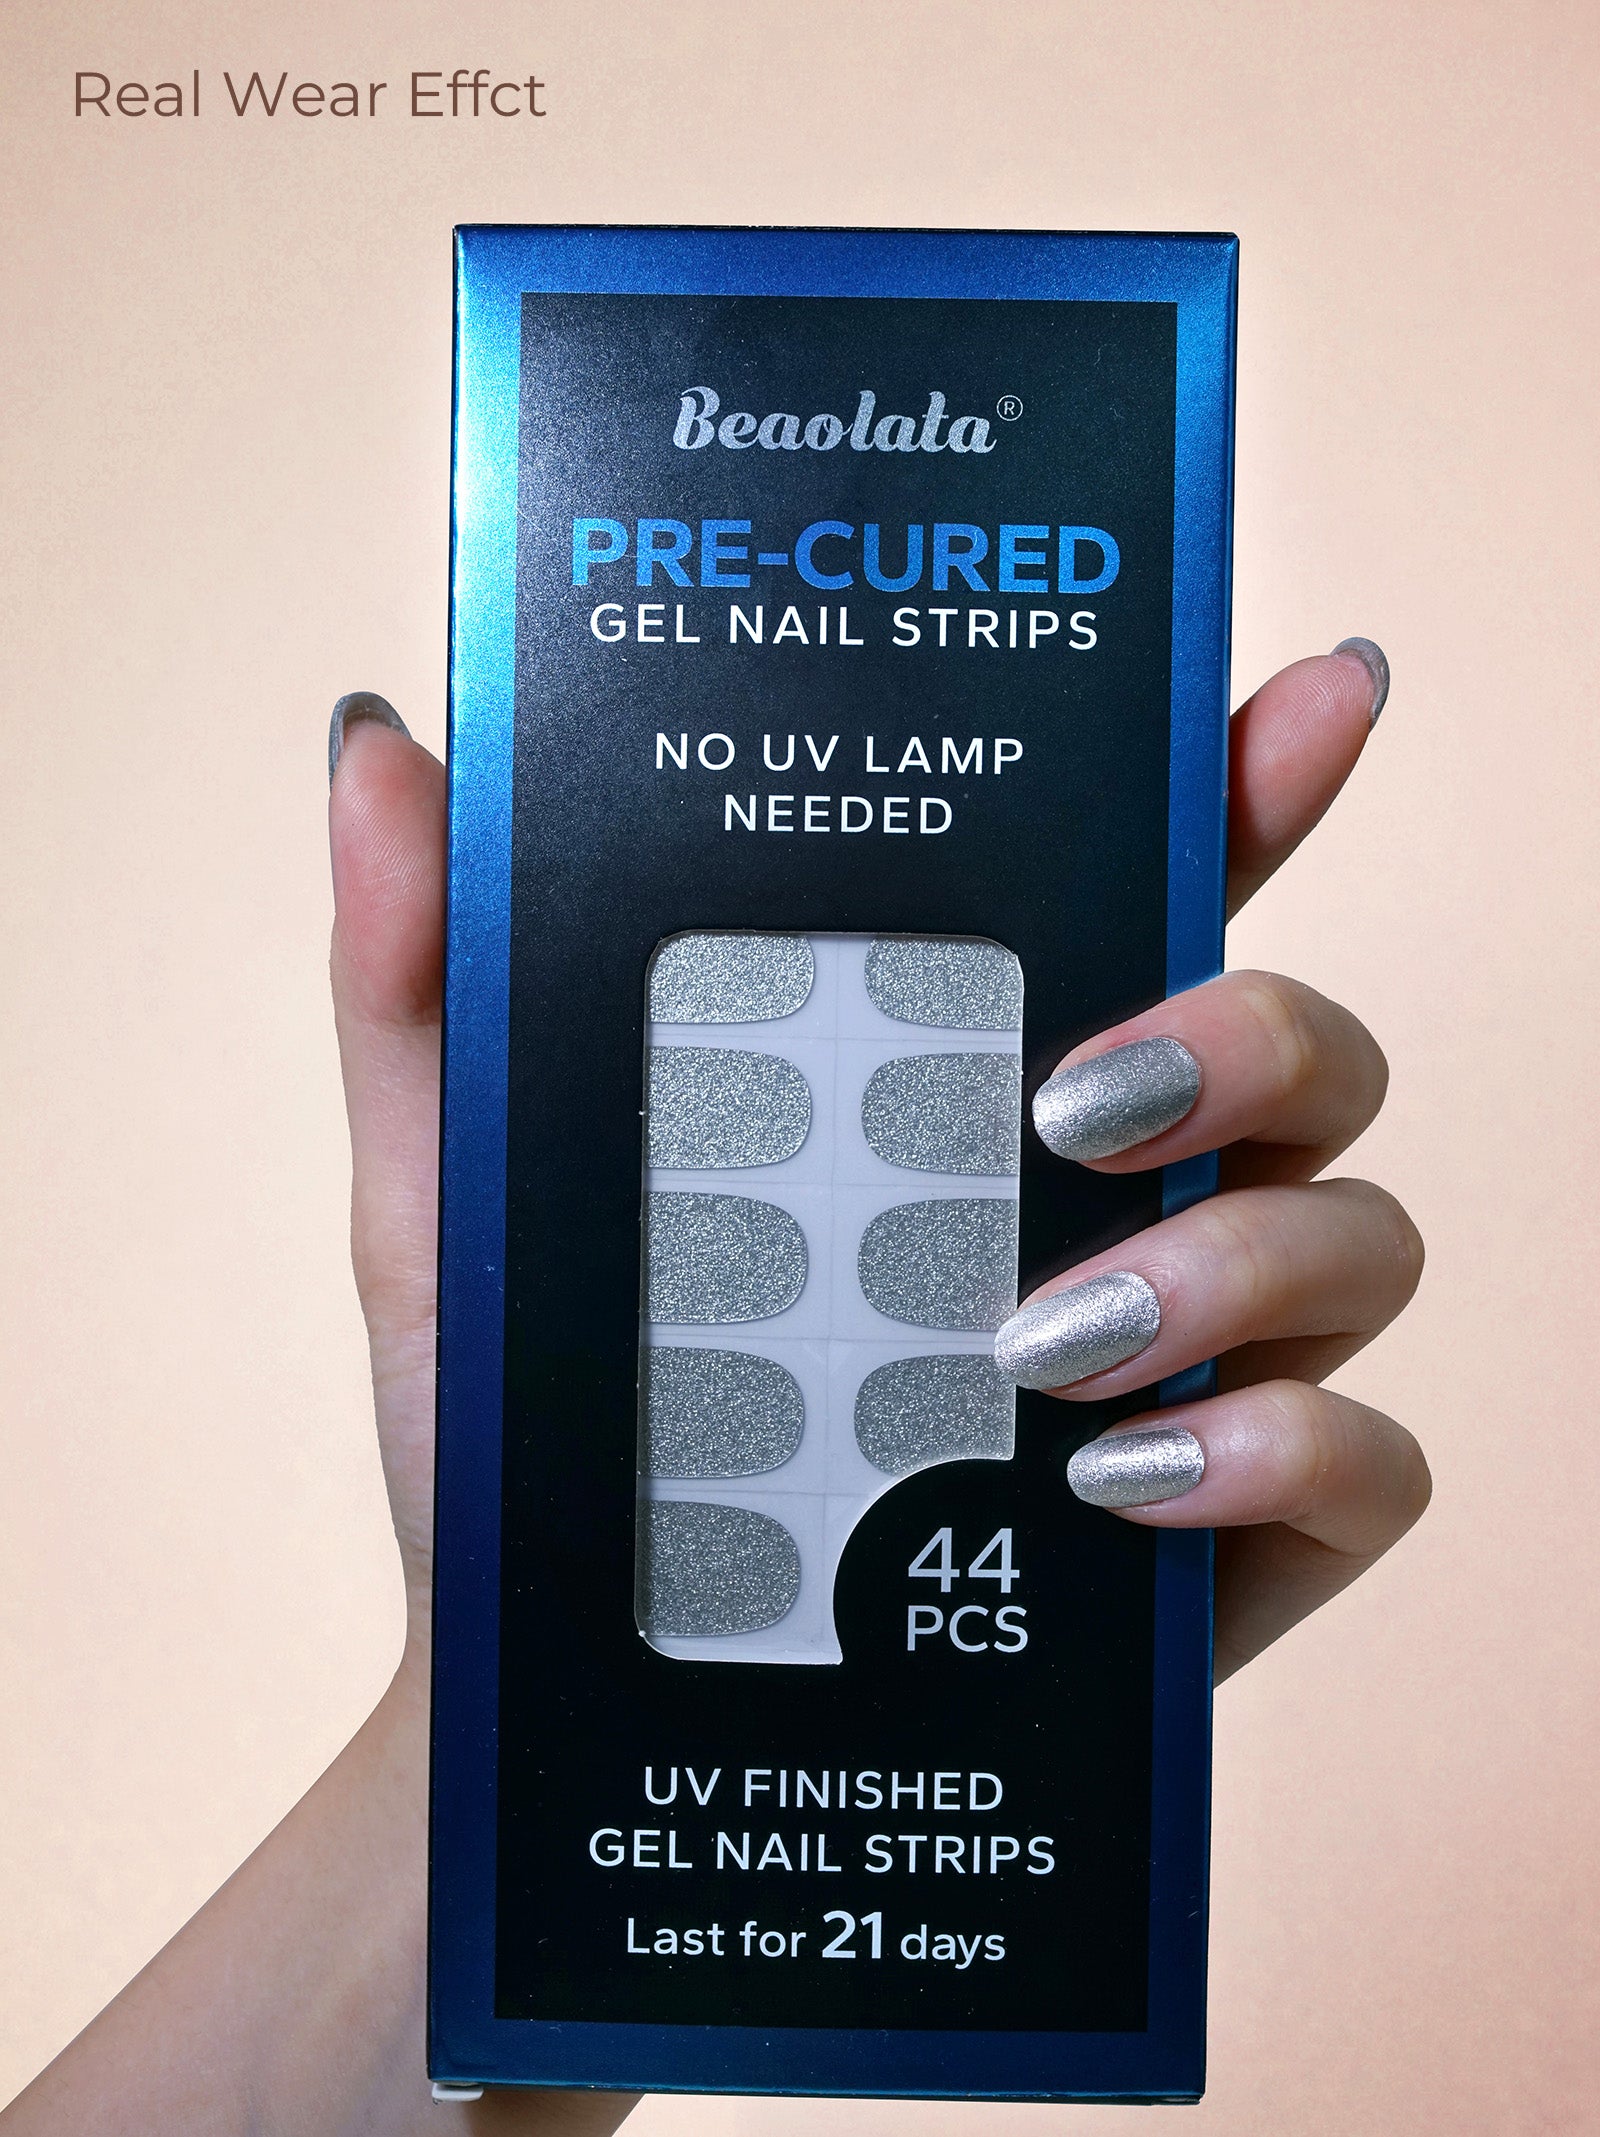 Real Wear Effct
Beaolata®
PRE-CURED
GEL NAIL STRIPS
NO UV LAMP
NEEDED
44
PCS
UV FINISHED
GEL NAIL STRIPS
Last for 21 days